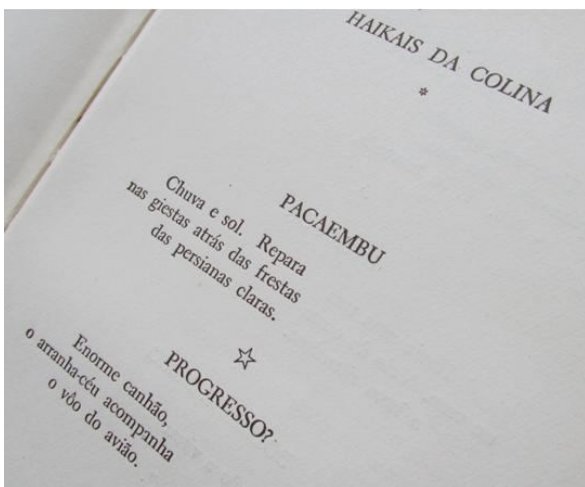 HAIKAIS DA COLINA
*
PACAEMBU
Chuva e sol. Repara
nas giestas atrás das frestas
das persianas claras.
☆
PROGRESSO?
Enorme canhão,
o arranha-céu acompanha
o vôo do avião.